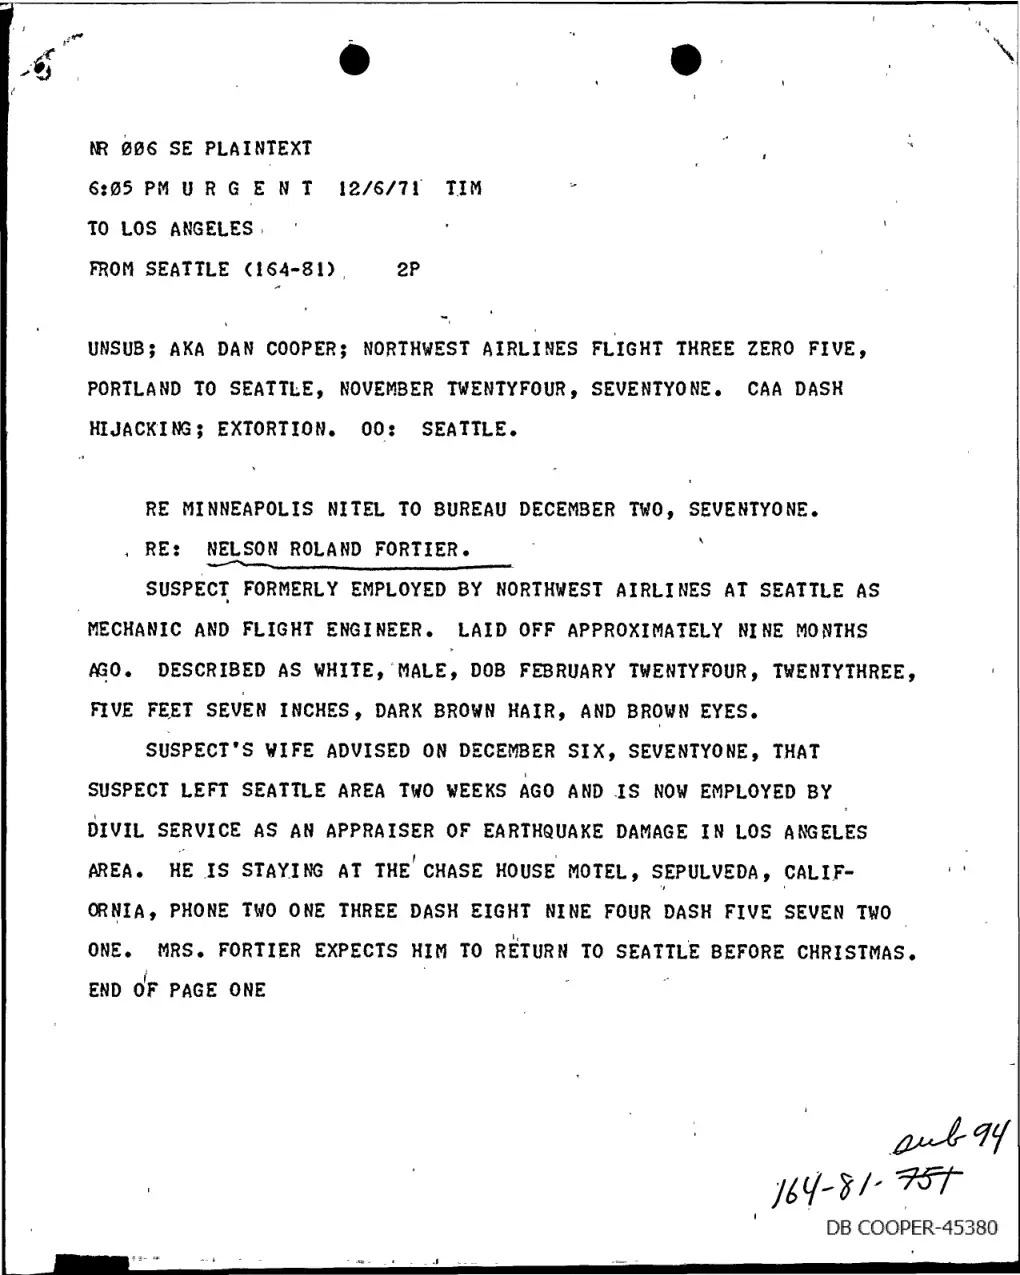 NR 006 SE PLAINTEXT
6:05 PM U R G E N T 12/6/71 TIM
TO LOS ANGELES
FROM SEATTLE (164-81) 2P
UNSUB; AKA DAN COOPER; NORTHWEST AIRLINES FLIGHT THREE ZERO FIVE,
PORTLAND TO SEATTLE, NOVEMBER TWENTYFOUR, SEVENTYONE. CAA DASH
HIJACKING; EXTORTION. OO: SEATTLE.
RE MINNEAPOLIS NITEL TO BUREAU DECEMBER TWO, SEVENTYONE.
RE: NELSON ROLAND FORTIER.
SUSPECT FORMERLY EMPLOYED BY NORTHWEST AIRLINES AT SEATTLE AS
MECHANIC AND FLIGHT ENGINEER. LAID OFF APPROXIMATELY NINE MONTHS
AGO. DESCRIBED AS WHITE, MALE, DOB FEBRUARY TWENTYFOUR, TWENTYTHREE,
FIVE FEET SEVEN INCHES, DARK BROWN HAIR, AND BROWN EYES.
SUSPECT'S WIFE ADVISED ON DECEMBER SIX, SEVENTYONE, THAT
SUSPECT LEFT SEATTLE AREA TWO WEEKS AGO AND IS NOW EMPLOYED BY
DIVIL SERVICE AS AN APPRAISER OF EARTHQUAKE DAMAGE IN LOS ANGELES
AREA. HE IS STAYING AT THE CHASE HOUSE MOTEL, SEPULVEDA, CALIF-
ORNIA, PHONE TWO ONE THREE DASH EIGHT NINE FOUR DASH FIVE SEVEN TWO
ONE. MRS. FORTIER EXPECTS HIM TO RETURN TO SEATTLE BEFORE CHRISTMAS.
END OF PAGE ONE
sub 94
164-81-751
DB COOPER-45380